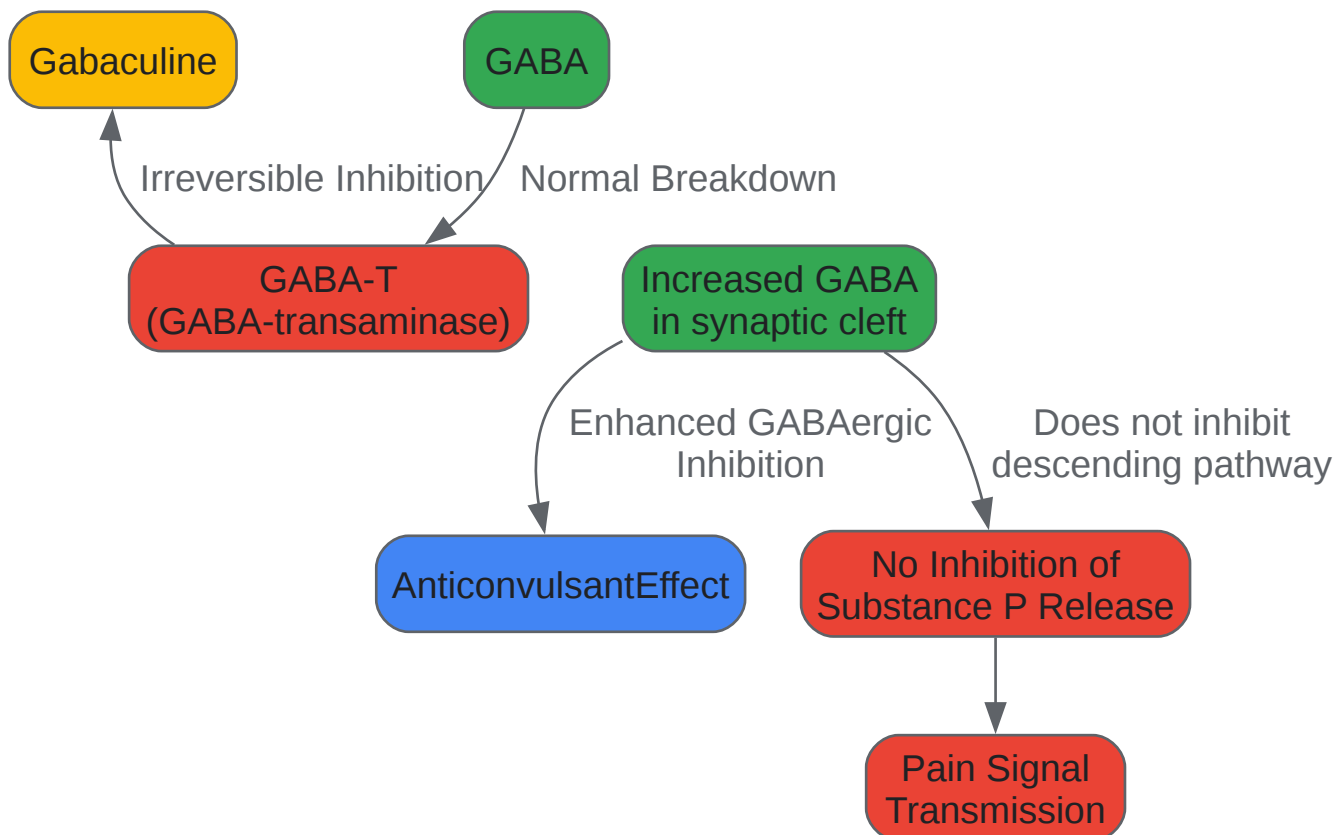 Gabaculine
GABA
Irreversible Inhibition
Normal Breakdown
GABA-T
(GABA-transaminase)
Increased GABA
in synaptic cleft
Enhanced GABAergic
Inhibition
Does not inhibit
descending pathway
AnticonvulsantEffect
No Inhibition of
Substance P Release
Pain Signal
Transmission